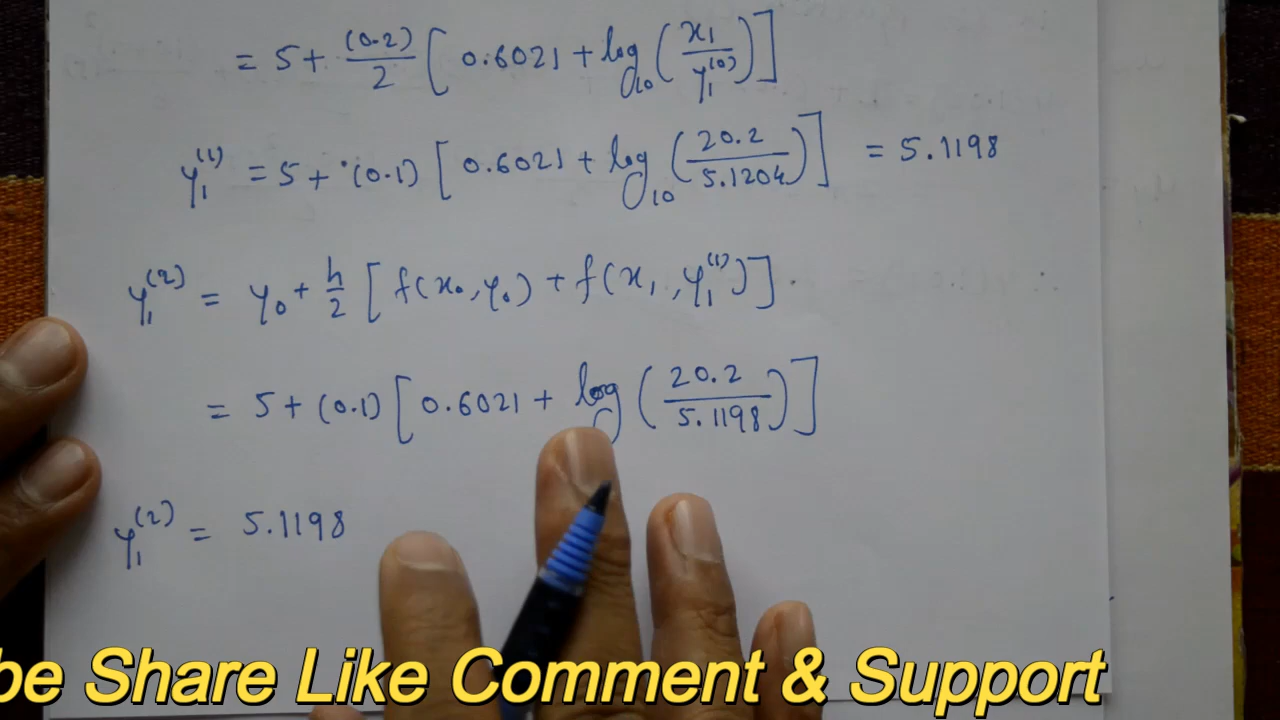 = 5 + (0.2)/2 [ 0.6021 + log₁₀ ( x₁ / y₁⁽⁰⁾ ) ]
y₁⁽¹⁾ = 5 + (0.1) [ 0.6021 + log₁₀ ( 20.2 / 5.1204 ) ] = 5.1198
y₁⁽²⁾ = y₀ + h/2 [ f(x₀, y₀) + f(x₁, y₁⁽¹⁾) ]
= 5 + (0.1) [ 0.6021 + log ( 20.2 / 5.1198 ) ]
y₁⁽²⁾ = 5.1198
be Share Like Comment & Support